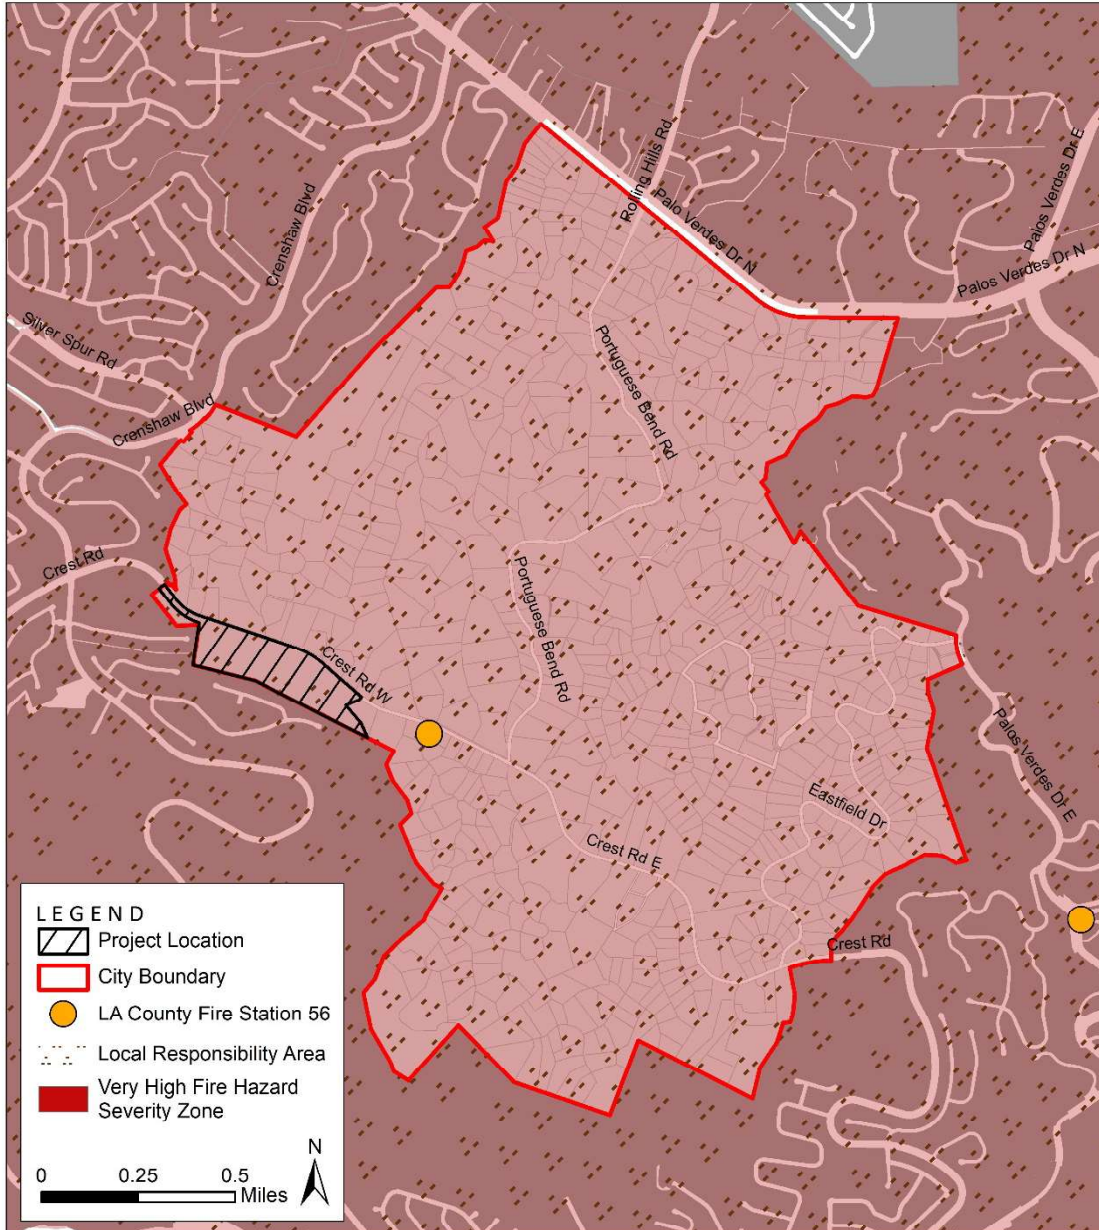 Rolling Hills Rd
Palo Verdes Dr N
Palos Verdes Dr E
Palos Verdes Dr N
Crenshaw Blvd
Silver Spur Rd
Crenshaw Blvd
Portuguese Bend Rd
Crest Rd
Portuguese Bend Rd
Crest Rd W
Palos Verdes Dr E
Eastfield Dr
Crest Rd E
Crest Rd
LEGEND
Project Location
City Boundary
LA County Fire Station 56
Local Responsibility Area
Very High Fire Hazard
Severity Zone
N
0 0.25 0.5
Miles